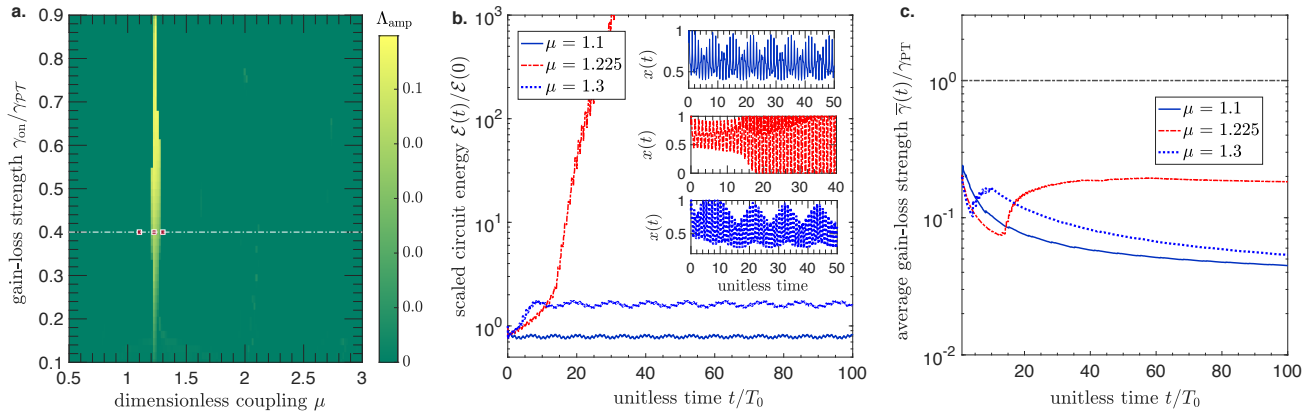 a.
Λamp
gain-loss strength γon/γPT
0.9
0.8
0.7
0.6
0.5
0.4
0.3
0.2
0.1
0.5 1 1.5 2 2.5 3
dimensionless coupling μ
0.1
0.0
0.0
0.0
0
b.
scaled circuit energy ℰ(t)/ℰ(0)
10³
10²
10¹
10⁰
μ = 1.1
μ = 1.225
μ = 1.3
x(t)
1
0.5
0 10 20 30 40 50
x(t)
1
0.5
0
0 10 20 30 40
x(t)
1
0.5
0 10 20 30 40 50
unitless time
0 20 40 60 80 100
unitless time t/T₀
c.
average gain-loss strength γ̄(t)/γPT
10⁰
10⁻¹
10⁻²
μ = 1.1
μ = 1.225
μ = 1.3
20 40 60 80 100
unitless time t/T₀